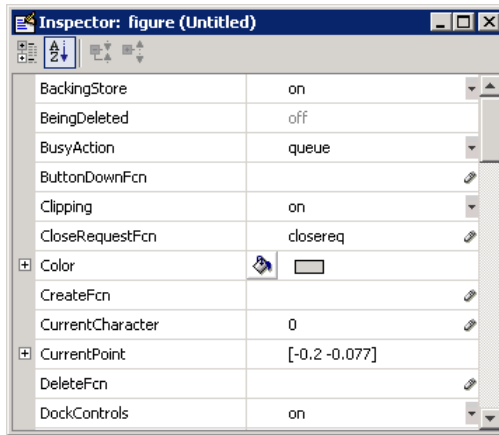 Inspector: figure (Untitled)
BackingStore on
BeingDeleted off
BusyAction queue
ButtonDownFcn
Clipping on
CloseRequestFcn closereq
Color
CreateFcn
CurrentCharacter 0
CurrentPoint [-0.2 -0.077]
DeleteFcn
DockControls on